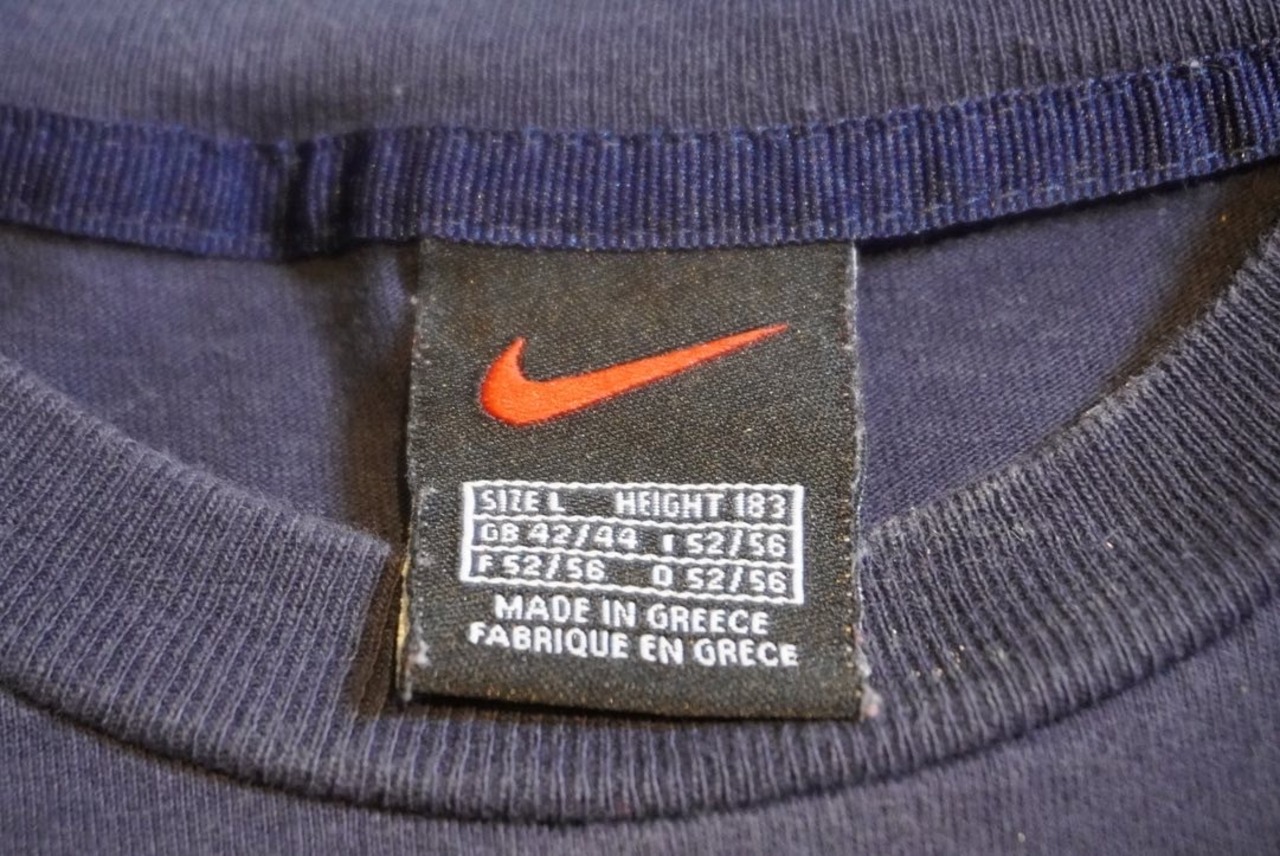 SIZE L HEIGHT 183
GB 42/44 I 52/56
F 52/56 D 52/56
MADE IN GREECE
FABRIQUE EN GRECE